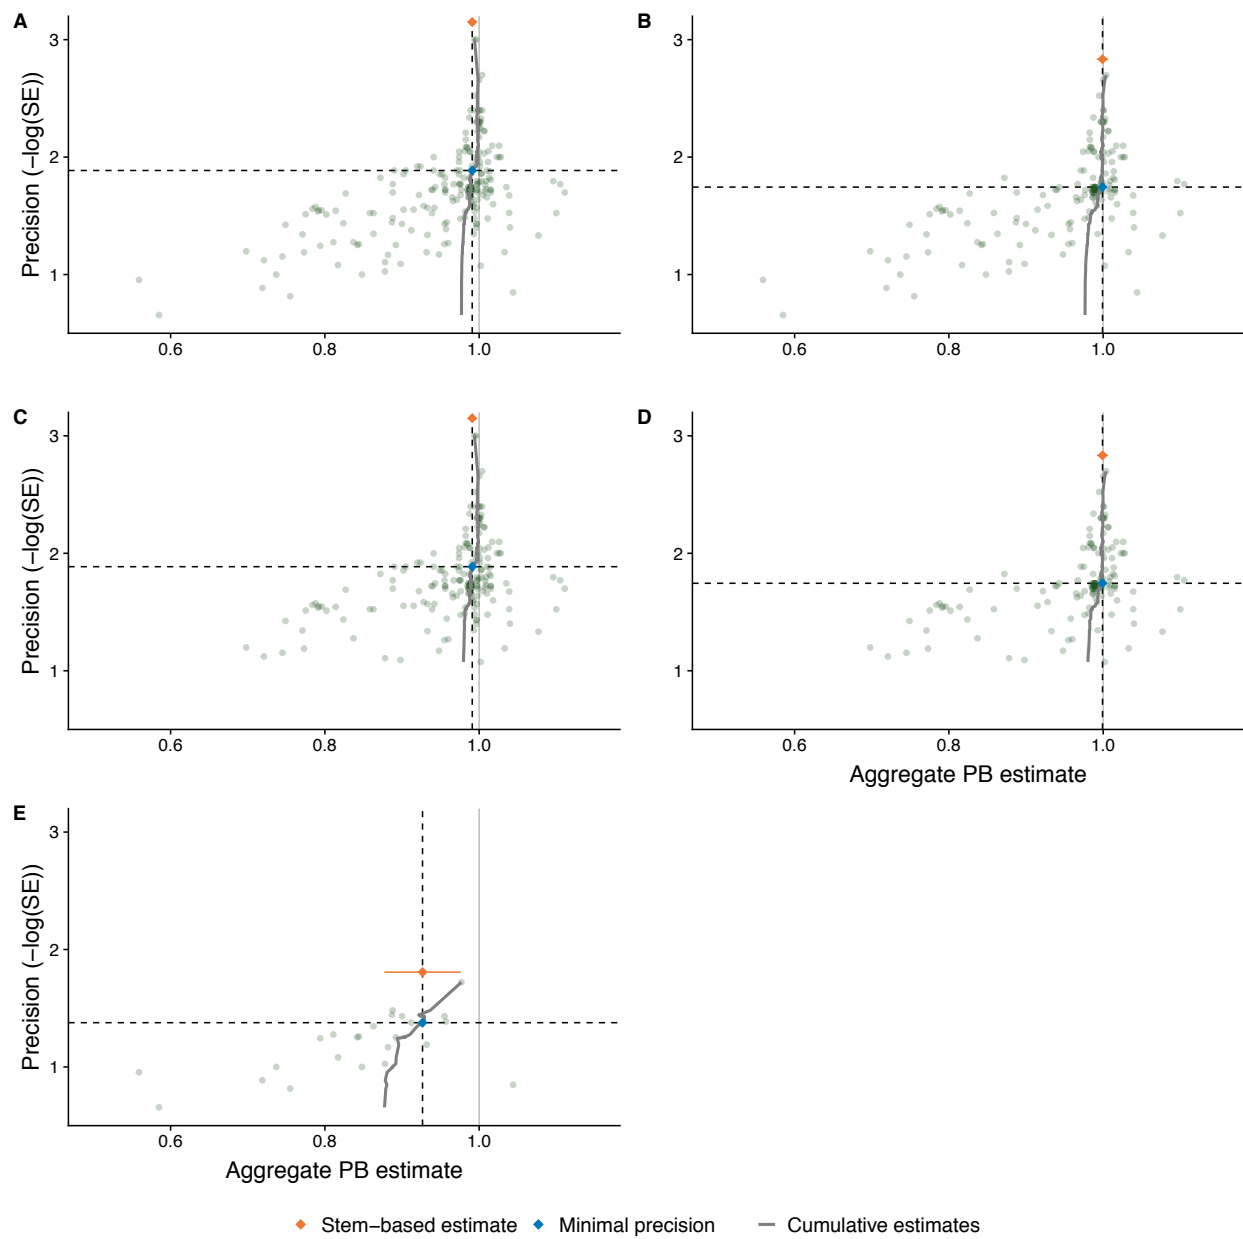 A
B
Precision (−log(SE))
3
2
1
0.6
0.8
1.0
3
2
1
0.6
0.8
1.0
C
D
Precision (−log(SE))
3
2
1
0.6
0.8
1.0
3
2
1
0.6
0.8
1.0
Aggregate PB estimate
E
Precision (−log(SE))
3
2
1
0.6
0.8
1.0
Aggregate PB estimate
Stem−based estimate
Minimal precision
Cumulative estimates